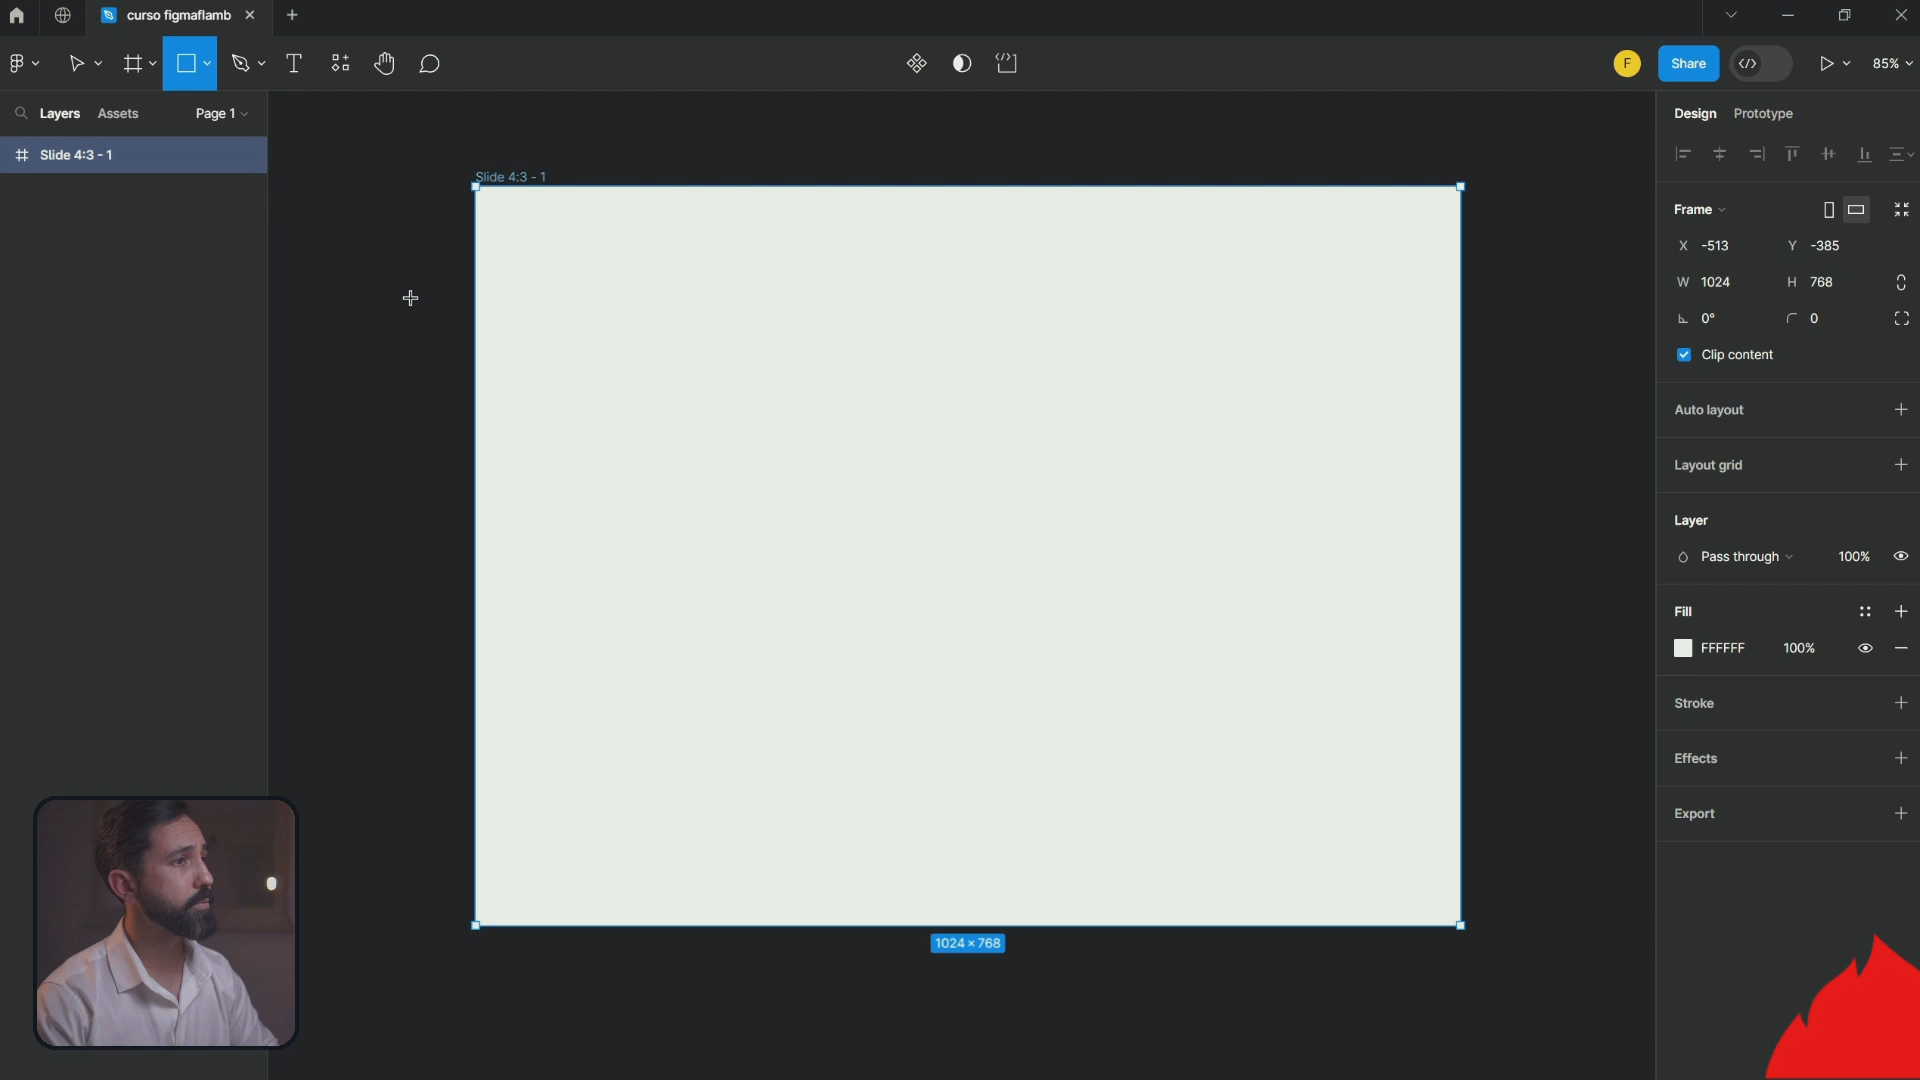 curso figmaflamb
Share
85%
Layers
Assets
Page 1
Design
Prototype
Slide 4:3 - 1
Slide 4:3 - 1
Frame
X -513
Y -385
W 1024
H 768
0°
0
Clip content
Auto layout
Layout grid
Layer
Pass through
100%
Fill
FFFFFF
100%
Stroke
Effects
Export
1024 × 768
F